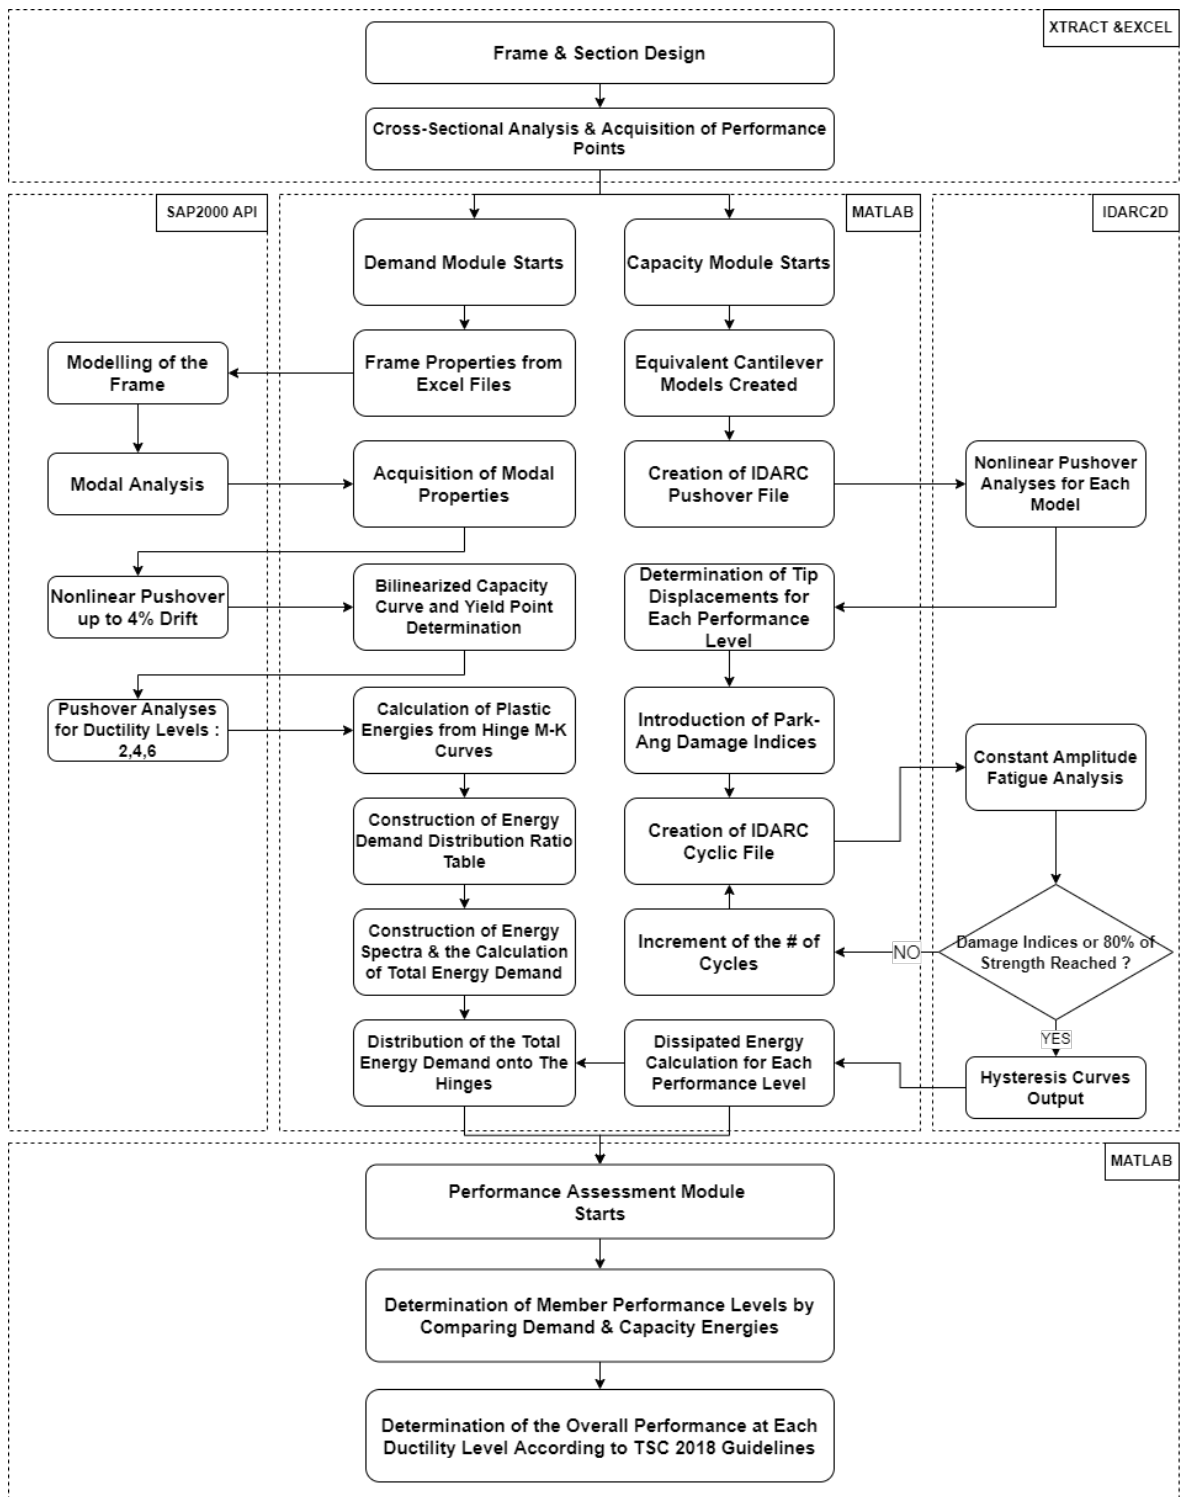 XTRACT &EXCEL
Frame & Section Design
Cross-Sectional Analysis & Acquisition of Performance
Points
SAP2000 API
MATLAB
IDARC2D
Demand Module Starts
Capacity Module Starts
Modelling of the
Frame
Frame Properties from
Excel Files
Equivalent Cantilever
Models Created
Modal Analysis
Acquisition of Modal
Properties
Creation of IDARC
Pushover File
Nonlinear Pushover
Analyses for Each
Model
Nonlinear Pushover
up to 4% Drift
Bilinearized Capacity
Curve and Yield Point
Determination
Determination of Tip
Displacements for
Each Performance
Level
Pushover Analyses
for Ductility Levels :
2,4,6
Calculation of Plastic
Energies from Hinge M-K
Curves
Introduction of Park-
Ang Damage Indices
Constant Amplitude
Fatigue Analysis
Construction of Energy
Demand Distribution Ratio
Table
Creation of IDARC
Cyclic File
Construction of Energy
Spectra & the Calculation
of Total Energy Demand
Increment of the # of
Cycles
NO
Damage Indices or 80% of
Strength Reached ?
YES
Distribution of the Total
Energy Demand onto The
Hinges
Dissipated Energy
Calculation for Each
Performance Level
Hysteresis Curves
Output
MATLAB
Performance Assessment Module
Starts
Determination of Member Performance Levels by
Comparing Demand & Capacity Energies
Determination of the Overall Performance at Each
Ductility Level According to TSC 2018 Guidelines